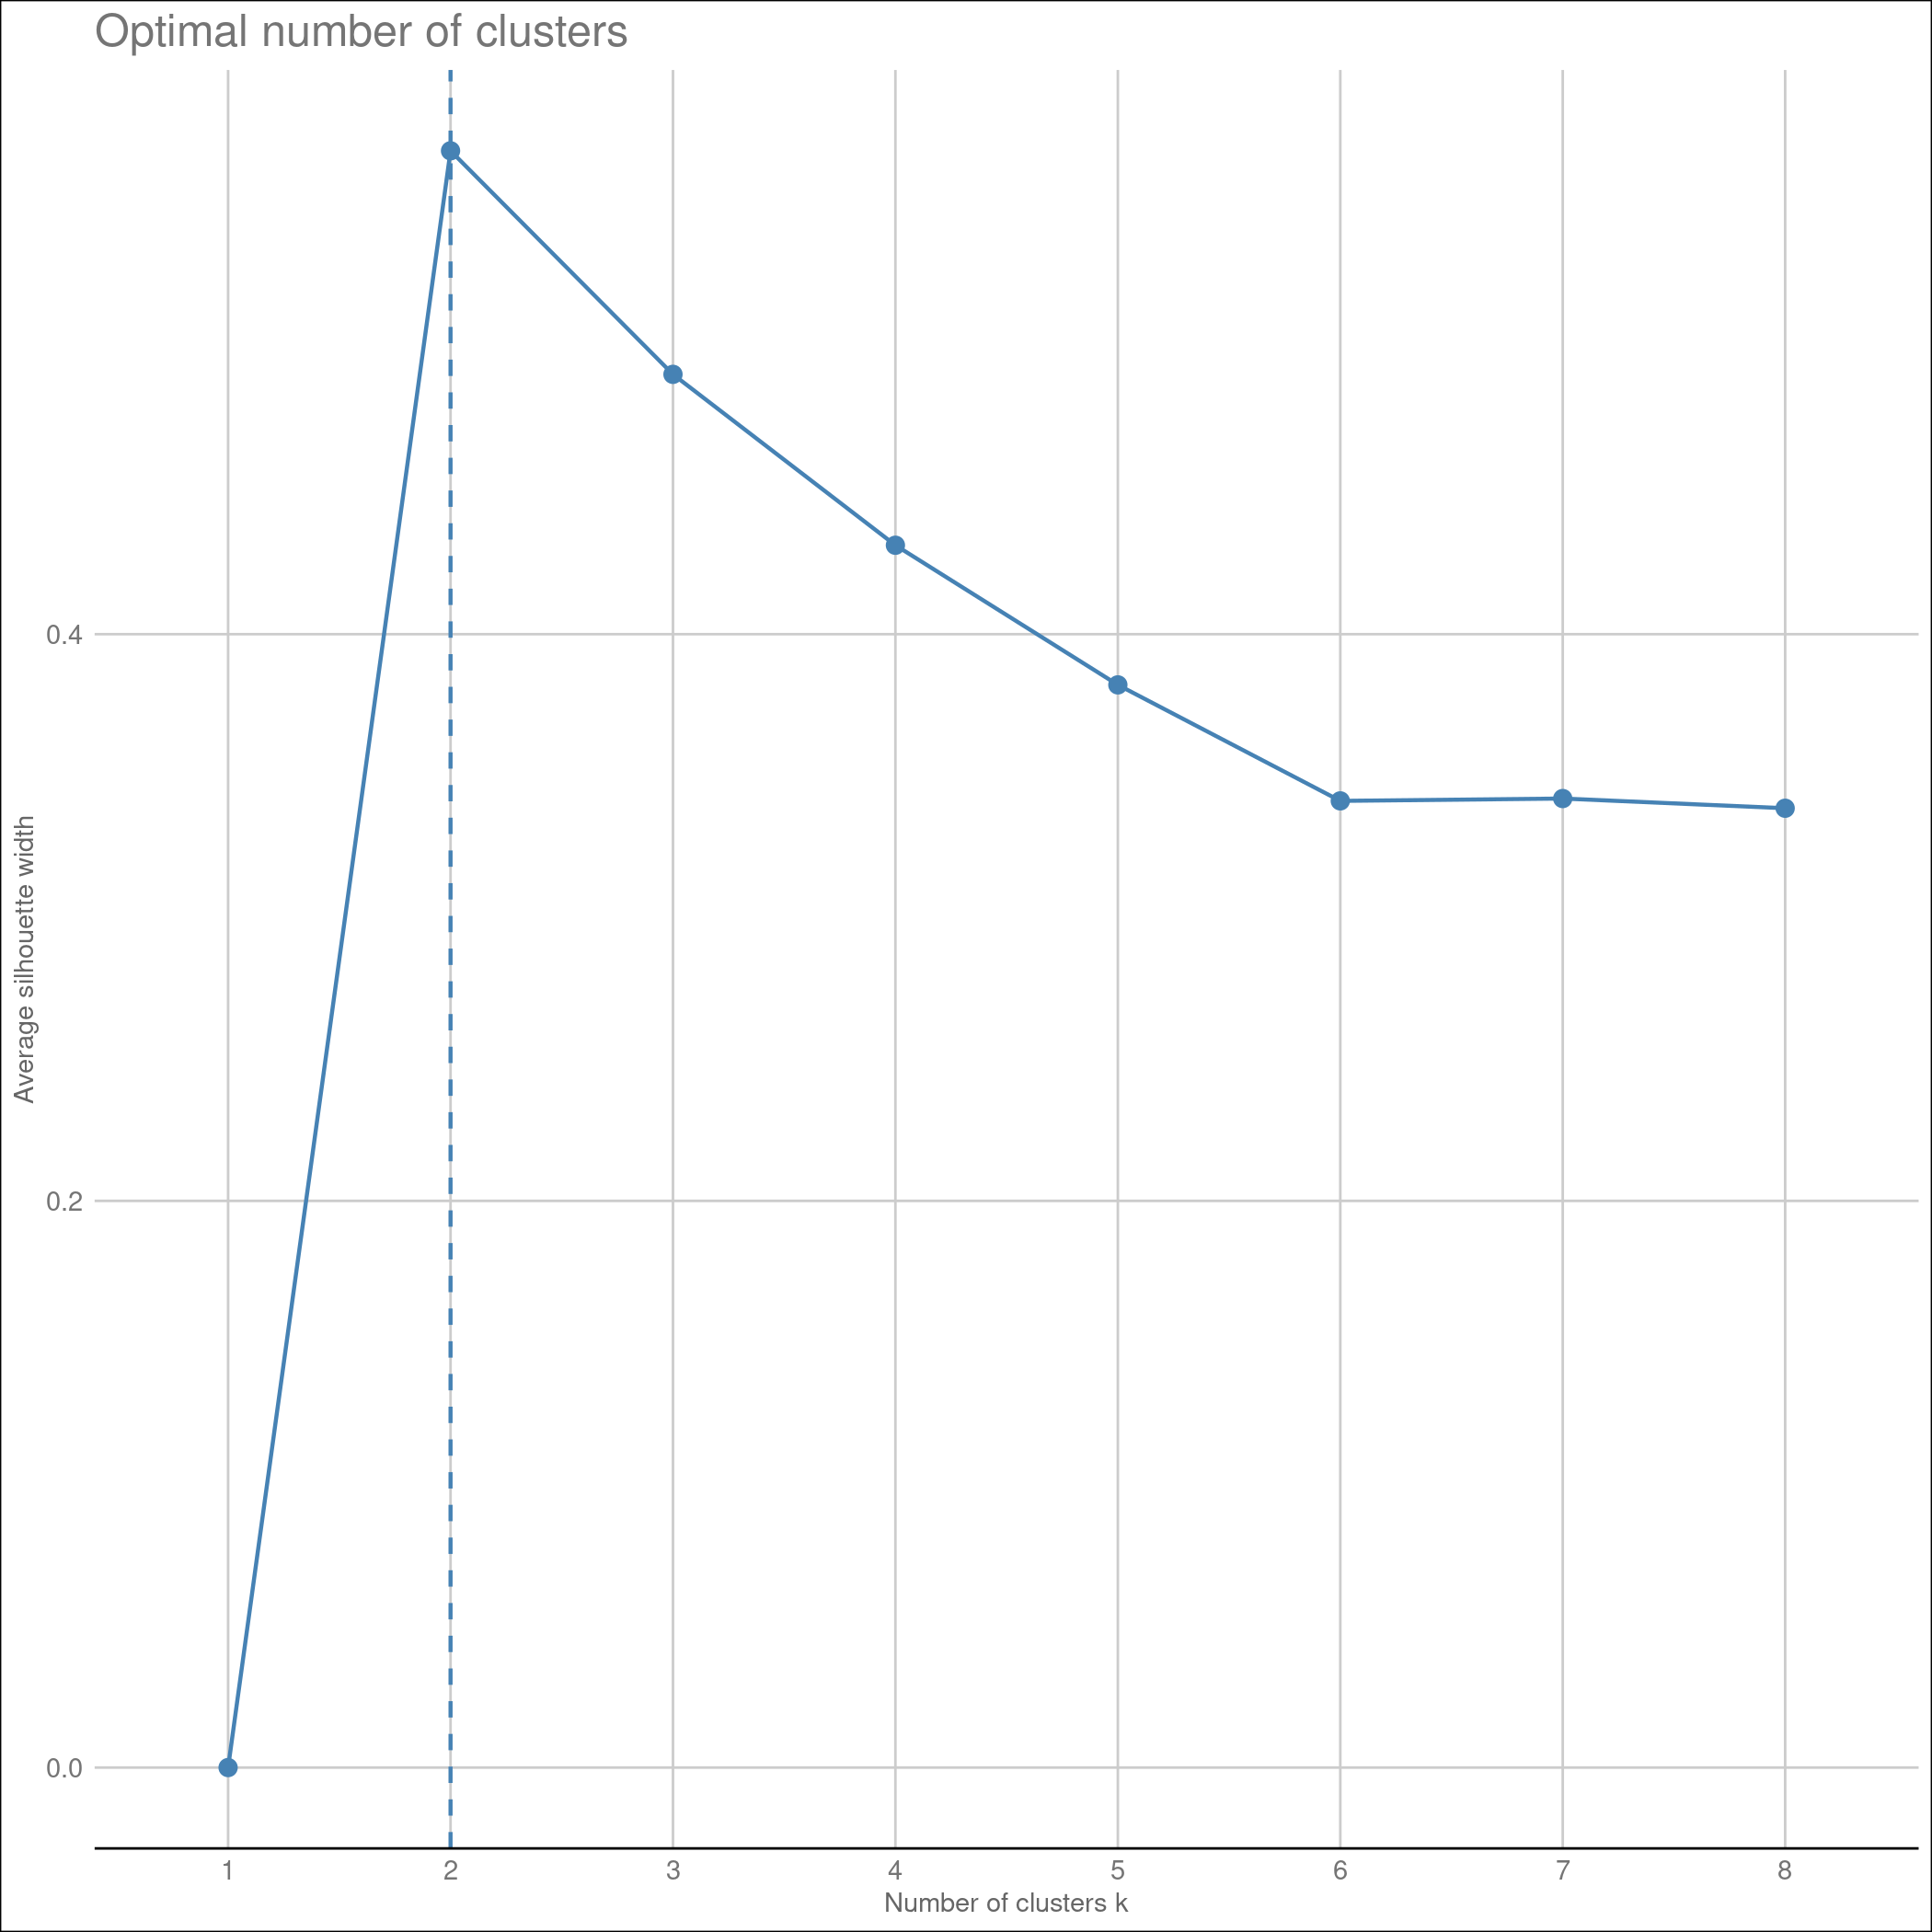 Optimal number of clusters
Average silhouette width
0.4
0.2
0.0
1 2 3 4 5 6 7 8
Number of clusters k